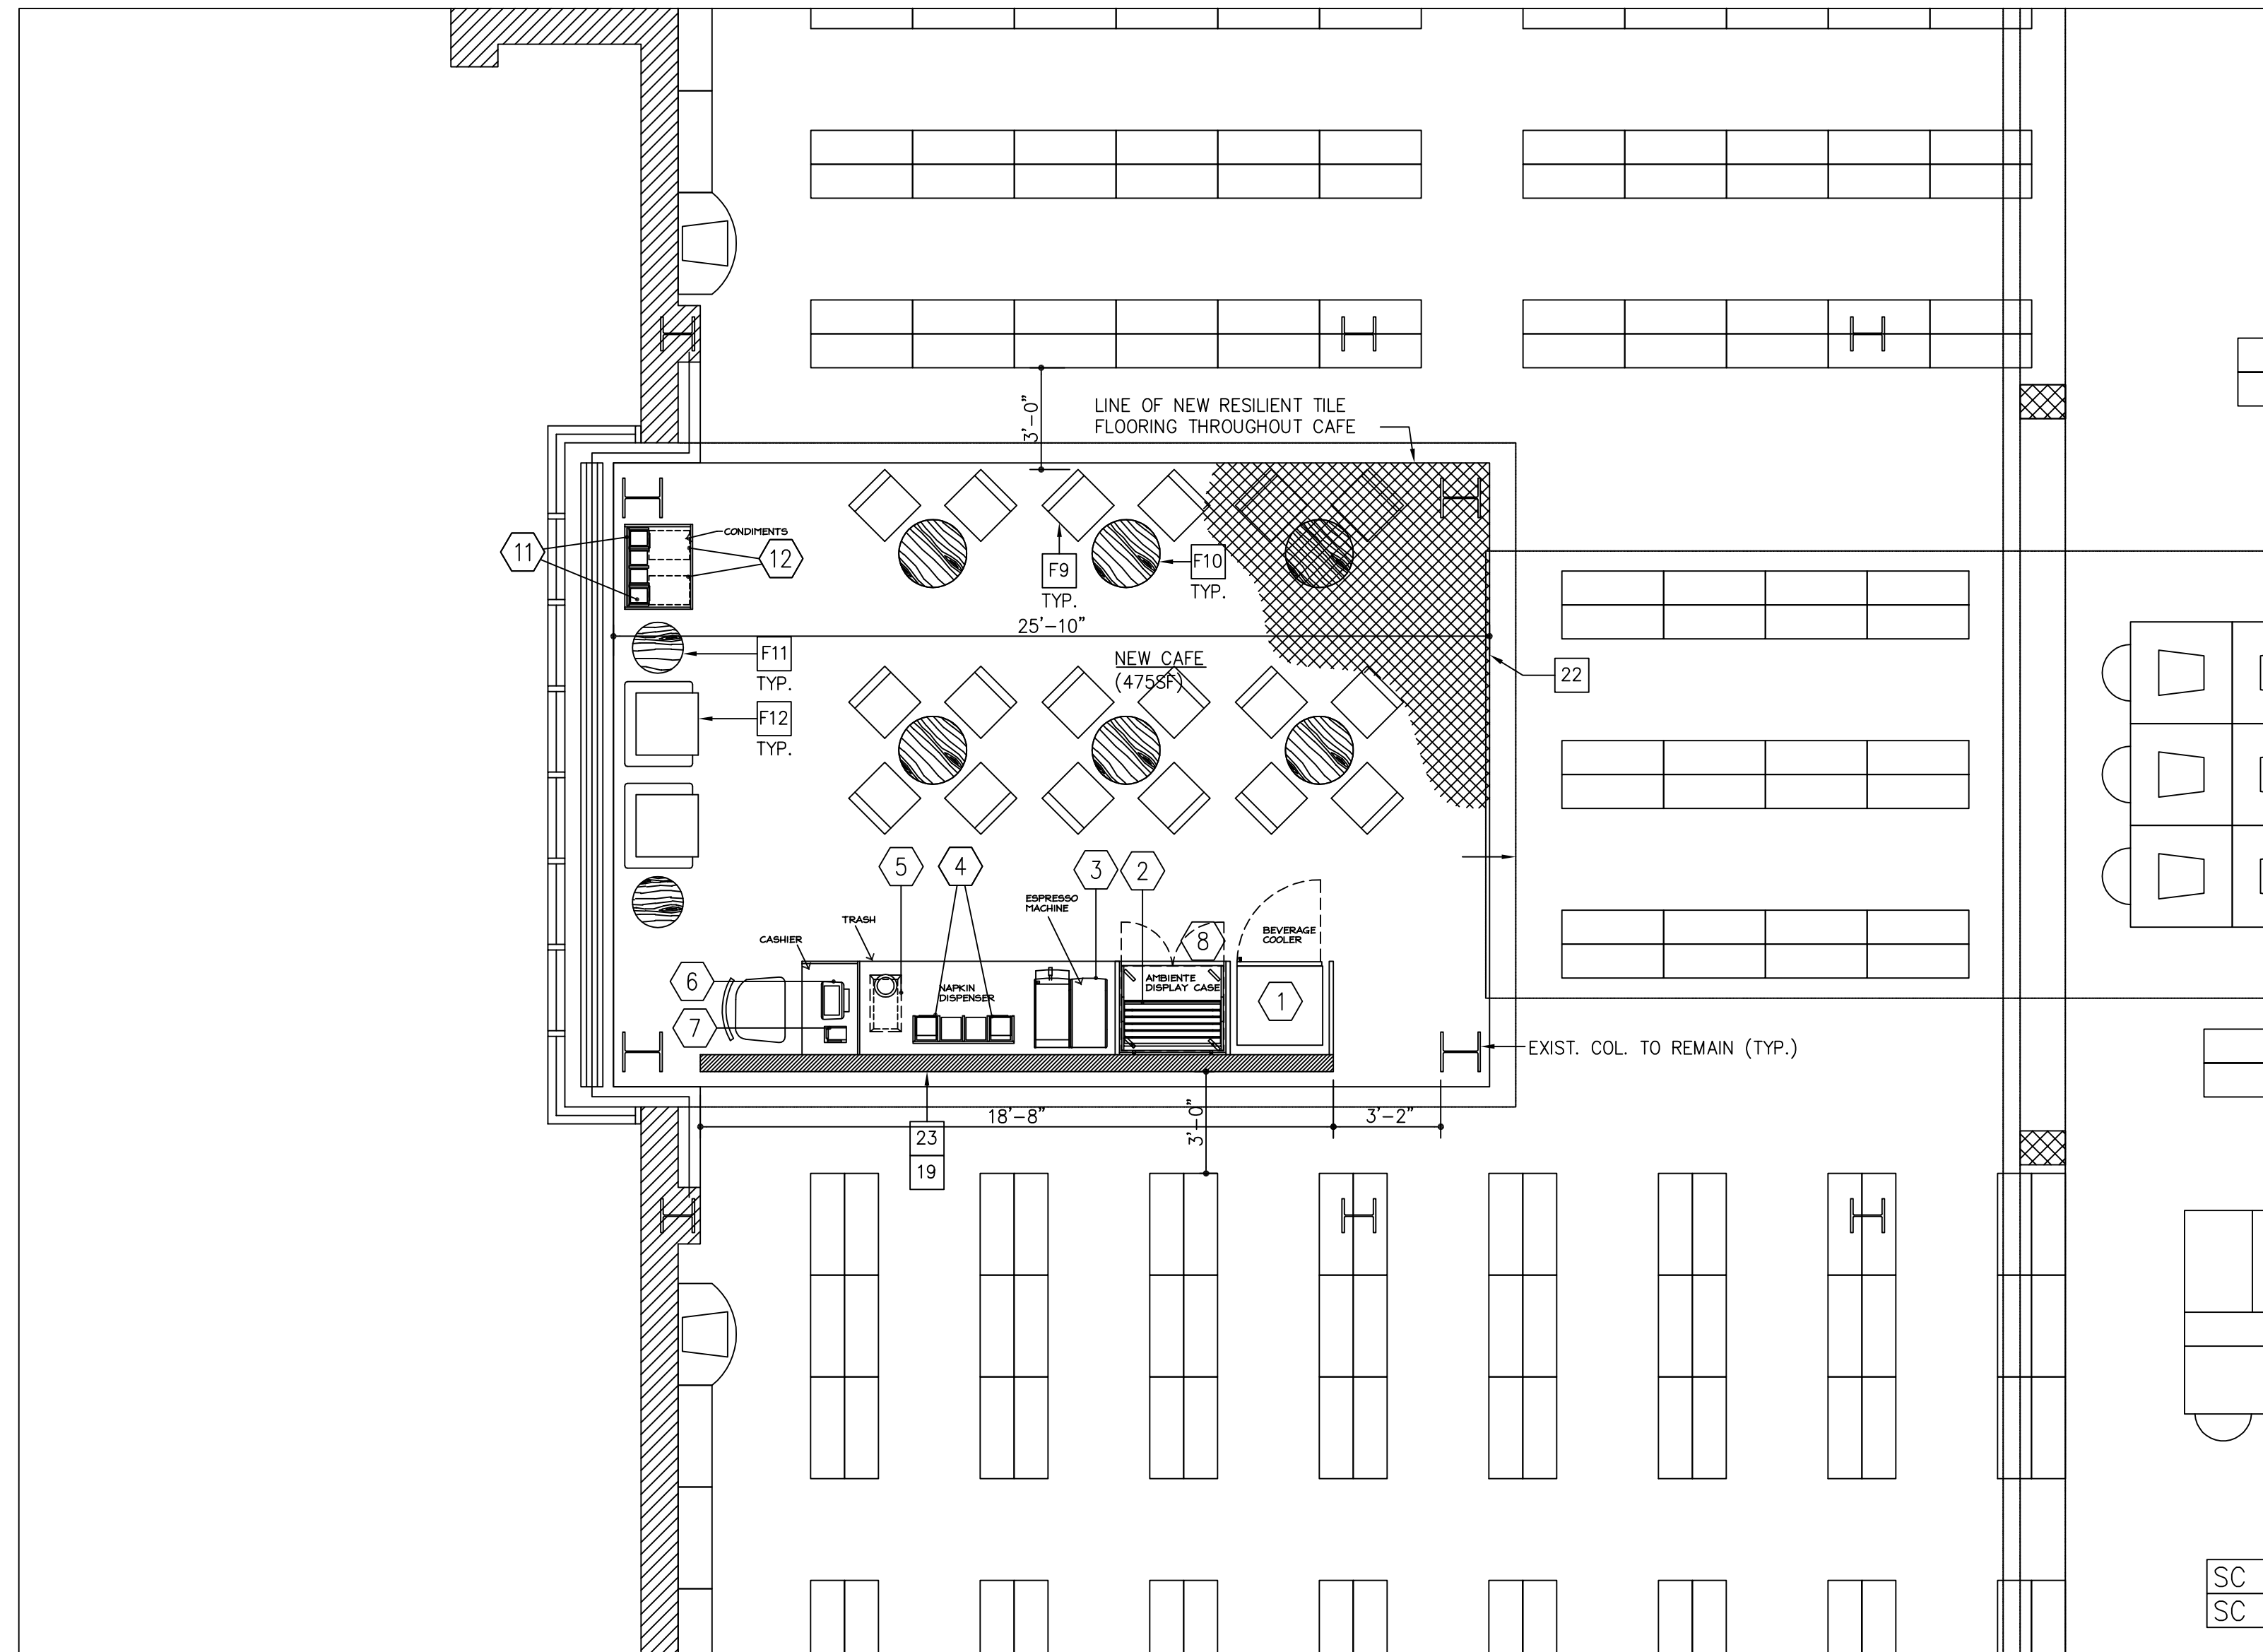 LINE OF NEW RESILIENT TILE
FLOORING THROUGHOUT CAFE
3'-0"
CONDIMENTS
11
12
F9
TYP.
F10
TYP.
25'-10"
F11
TYP.
NEW CAFE
(475SF)
22
F12
TYP.
5
4
3
2
ESPRESSO
MACHINE
TRASH
CASHIER
8
BEVERAGE
COOLER
6
NAPKIN
DISPENSER
AMBIENTE
DISPLAY CASE
1
7
EXIST. COL. TO REMAIN (TYP.)
18'-8"
3'-0"
3'-2"
23
19
SC
SC